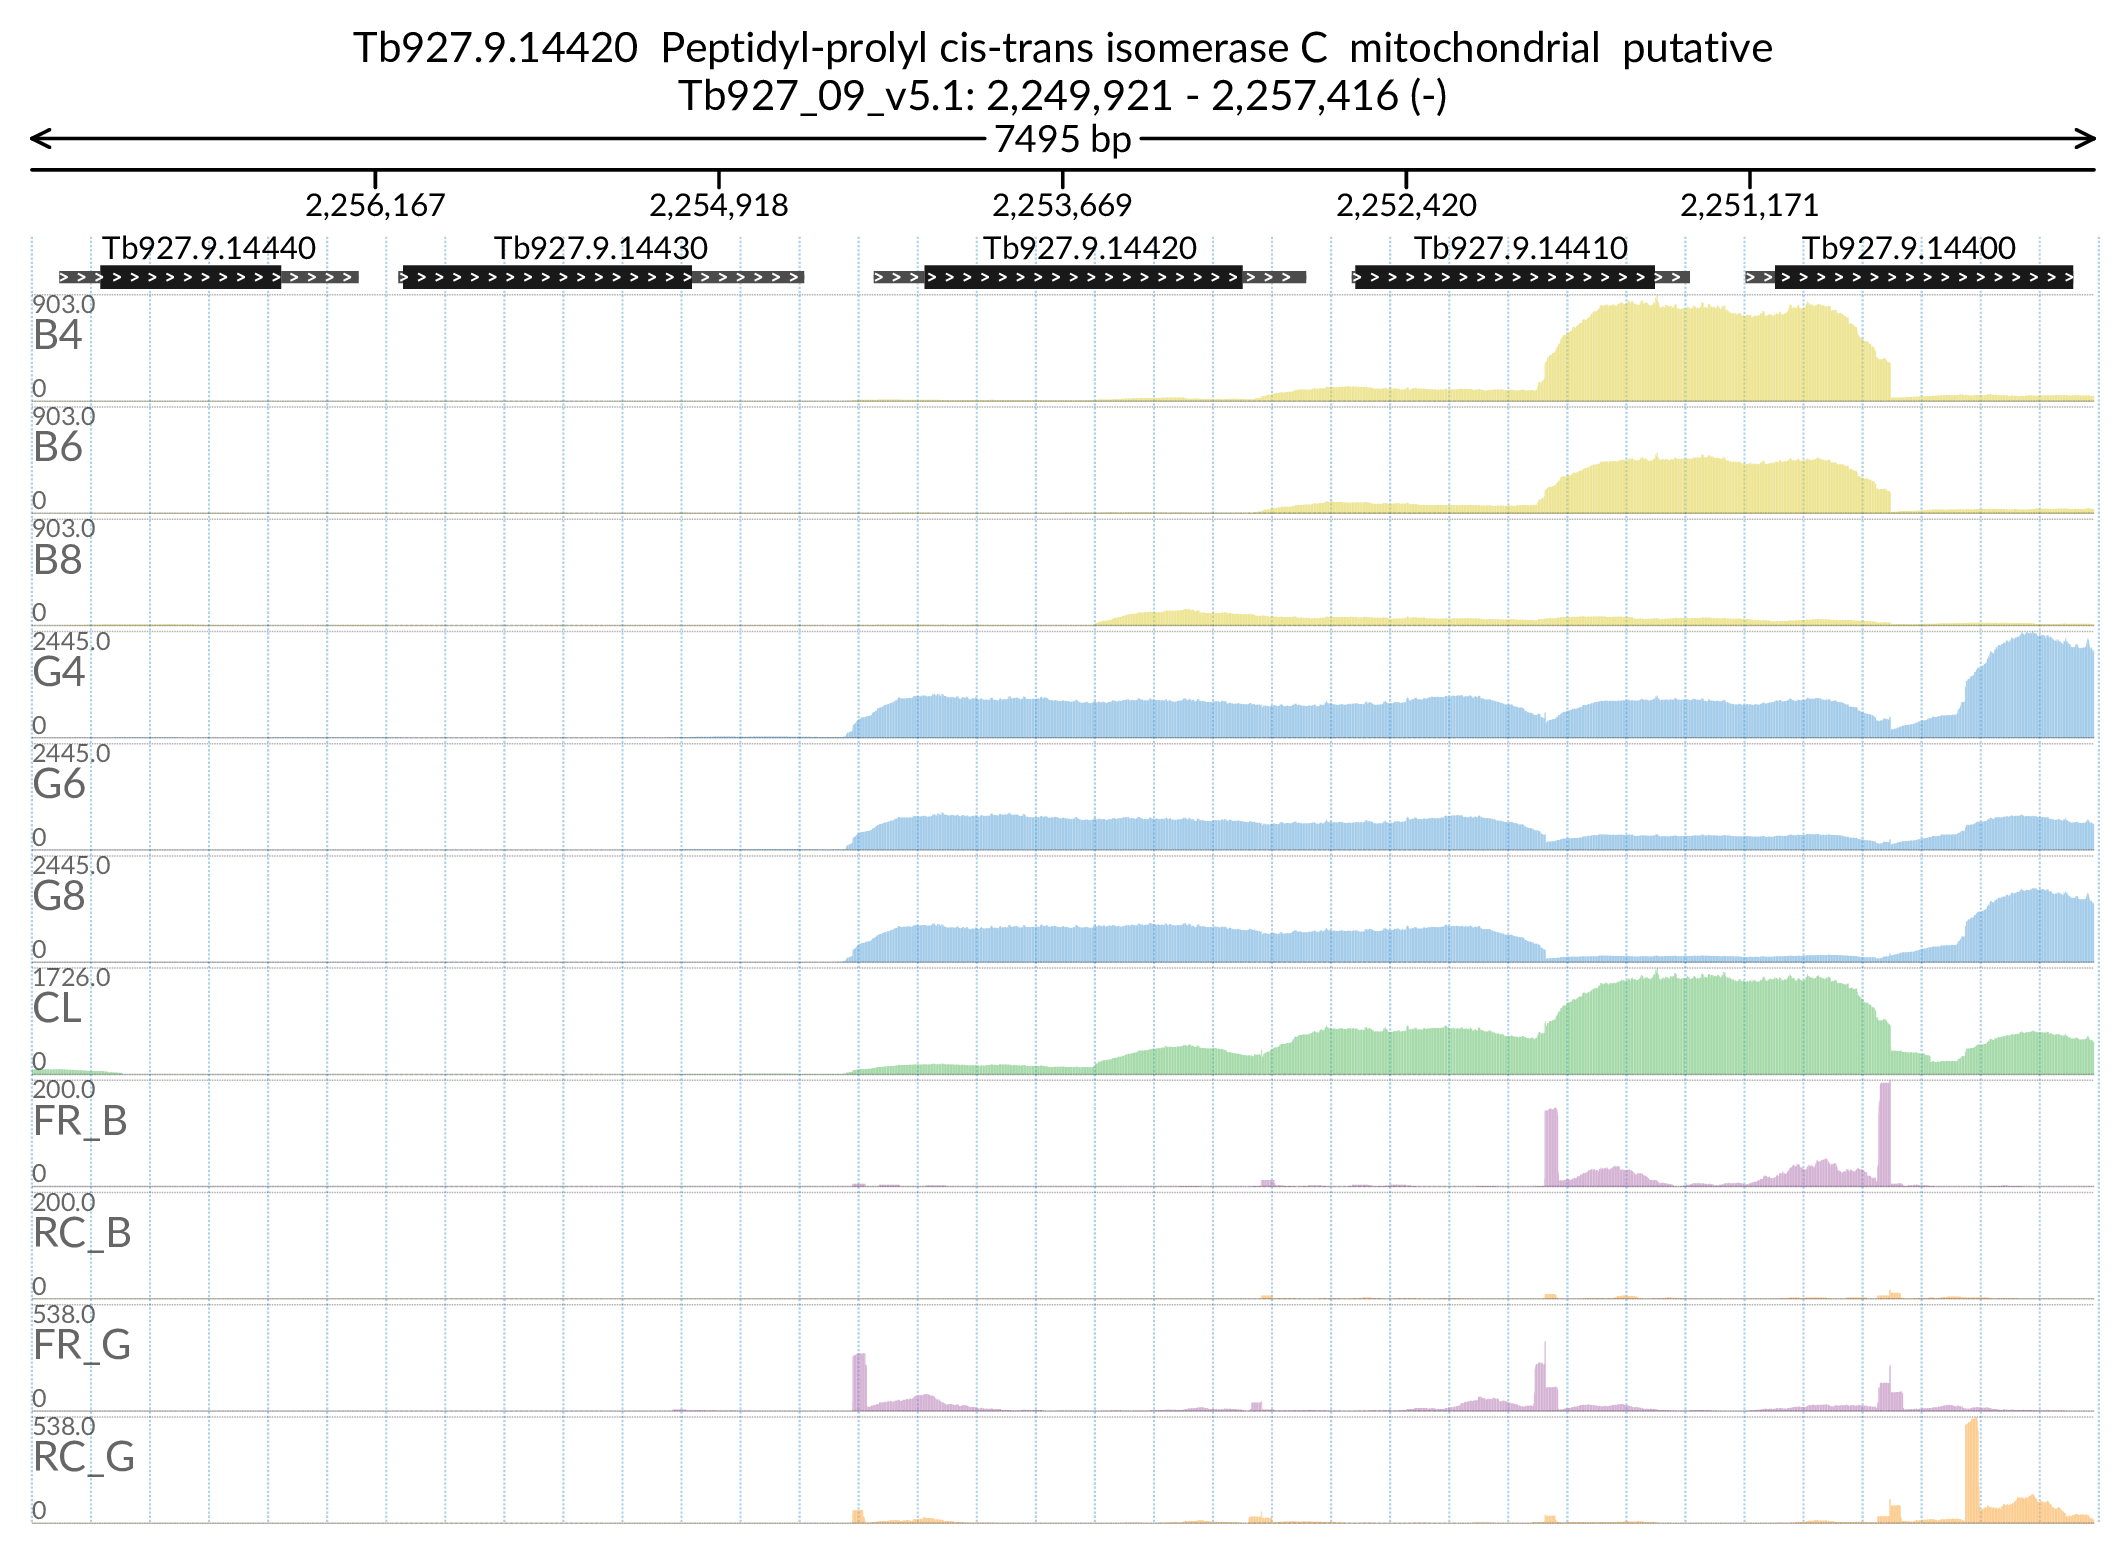 Tb927.9.14420 Peptidyl-prolyl cis-trans isomerase C mitochondrial putative
Tb927_09_v5.1: 2,249,921 - 2,257,416 (-)
7495 bp
2,256,167 2,254,918 2,253,669 2,252,420 2,251,171
Tb927.9.14440 Tb927.9.14430 Tb927.9.14420 Tb927.9.14410 Tb927.9.14400
903.0
B4
0
903.0
B6
0
903.0
B8
0
2445.0
G4
0
2445.0
G6
0
2445.0
G8
0
1726.0
CL
0
200.0
FR_B
0
200.0
RC_B
0
538.0
FR_G
0
538.0
RC_G
0